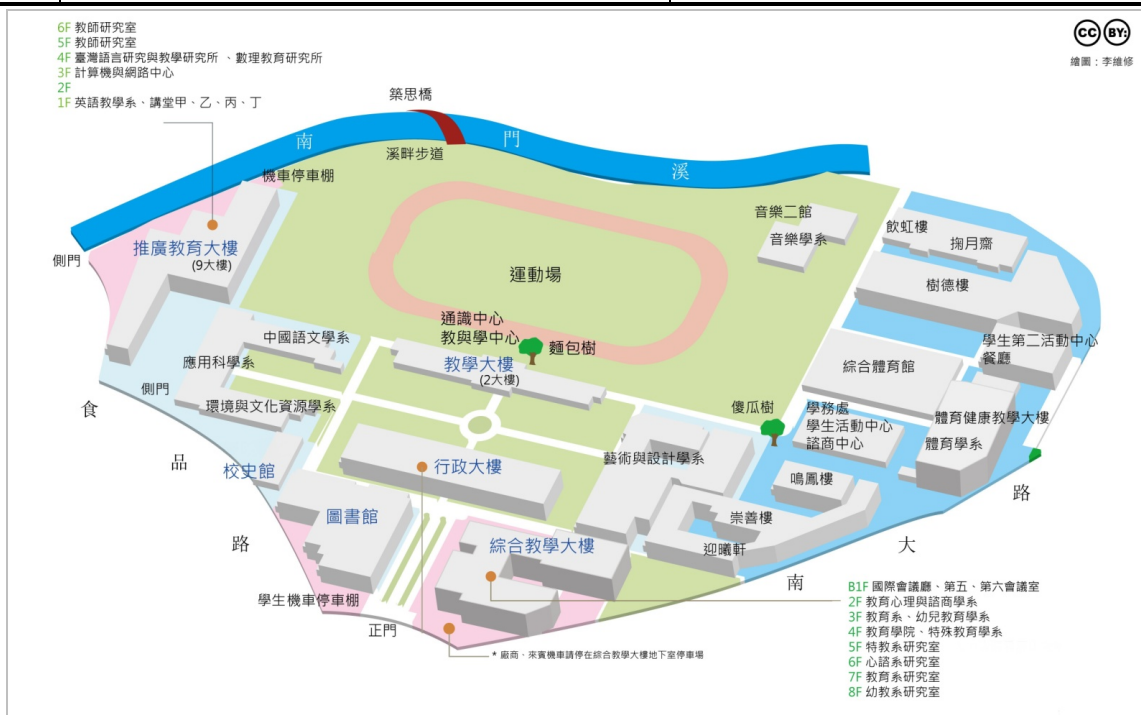 6F 教師研究室
5F 教師研究室
4F 臺灣語言研究與教學研究所 、數理教育研究所
3F 計算機與網路中心
2F
1F 英語教學系、講堂甲、乙、丙、丁
CC BY:
繪圖：李維修
築思橋
南門溪
溪畔步道
機車停車棚
推廣教育大樓
(9大樓)
側門
運動場
音樂二館
音樂學系
飲虹樓
掬月齋
樹德樓
通識中心
教與學中心
麵包樹
教學大樓
(2大樓)
中國語文學系
應用科學系
側門
環境與文化資源學系
學生第二活動中心
餐廳
綜合體育館
傻瓜樹
學務處
學生活動中心
諮商中心
體育健康教學大樓
體育學系
食品路
校史館
行政大樓
藝術與設計學系
鳴鳳樓
圖書館
綜合教學大樓
崇善樓
迎曦軒
南大路
學生機車停車棚
正門
* 廠商、來賓機車請停在綜合教學大樓地下室停車場
B1F 國際會議廳、第五、第六會議室
2F 教育心理與諮商學系
3F 教育系、幼兒教育學系
4F 教育學院、特殊教育學系
5F 特教系研究室
6F 心諮系研究室
7F 教育系研究室
8F 幼教系研究室